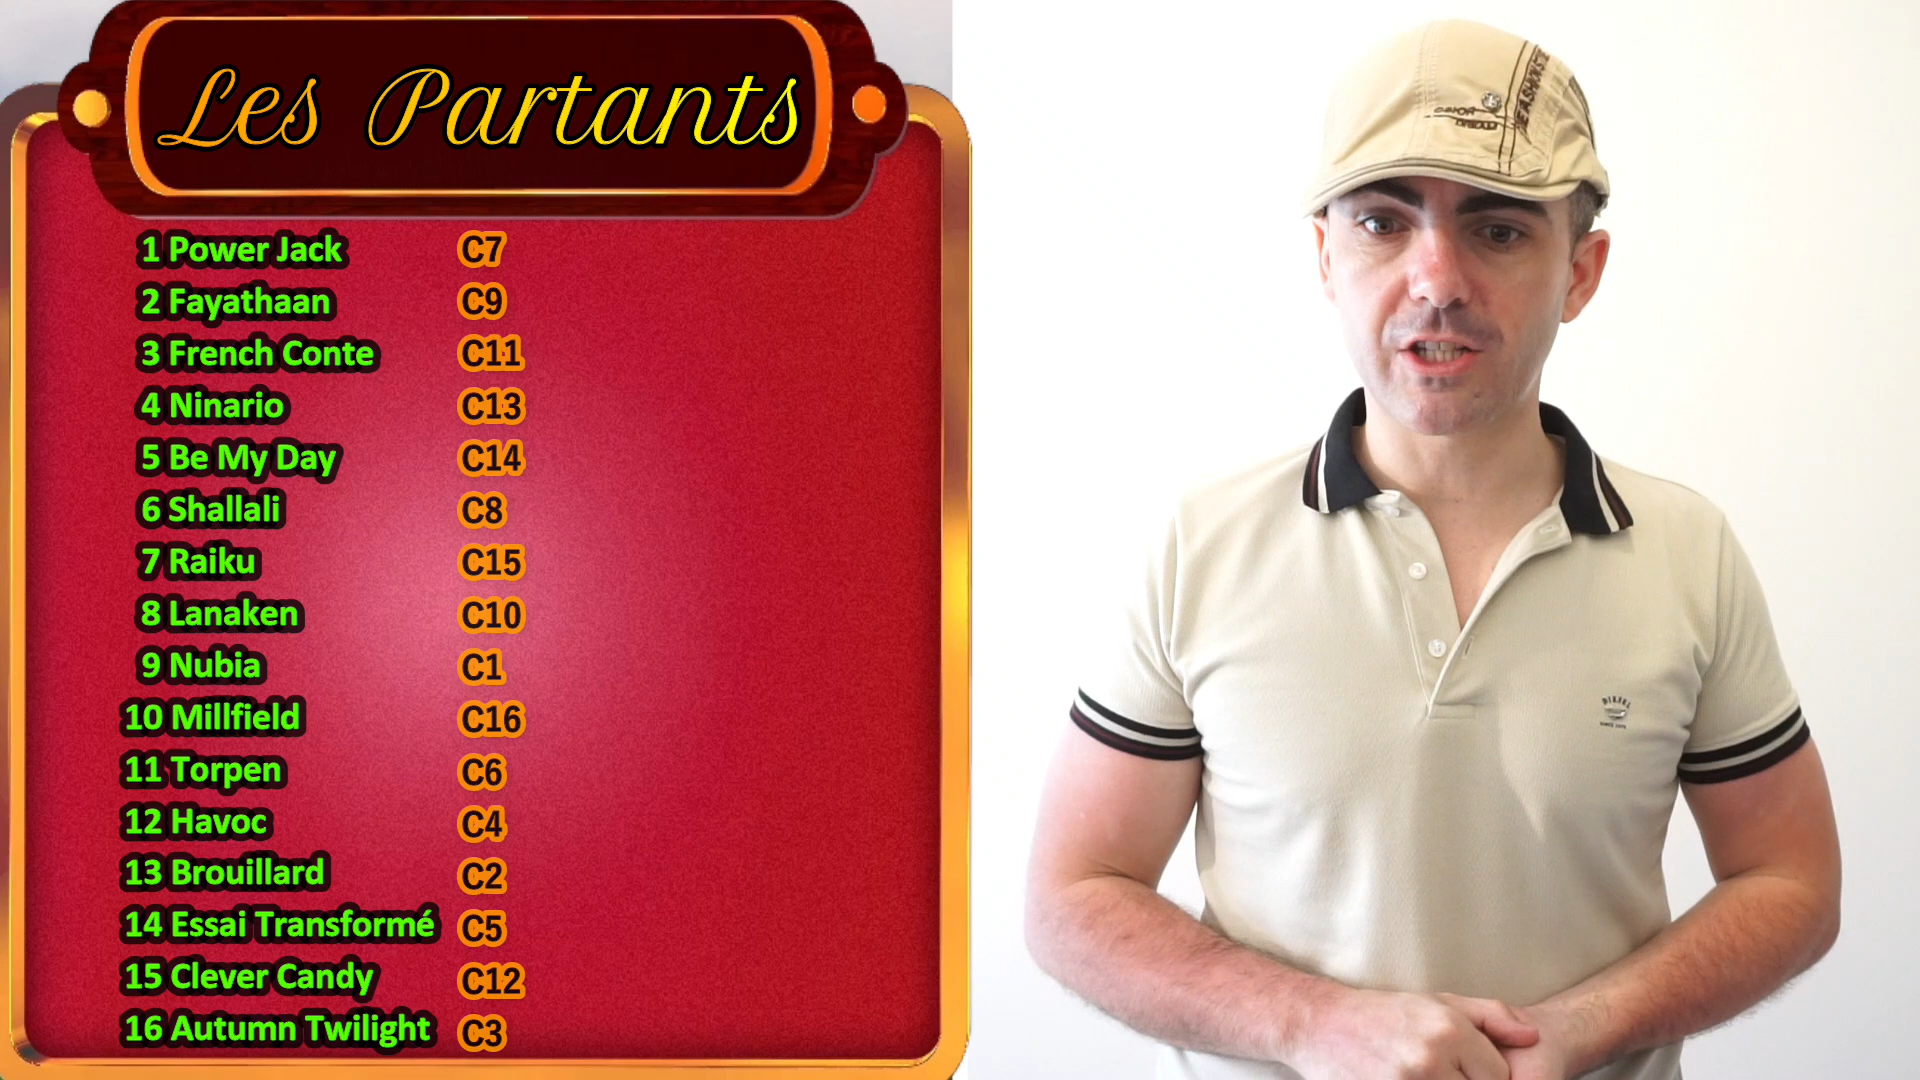 Les Partants
1 Power Jack C7
2 Fayathaan C9
3 French Conte C11
4 Ninario C13
5 Be My Day C14
6 Shallali C8
7 Raiku C15
8 Lanaken C10
9 Nubia C1
10 Millfield C16
11 Torpen C6
12 Havoc C4
13 Brouillard C2
14 Essai Transformé C5
15 Clever Candy C12
16 Autumn Twilight C3